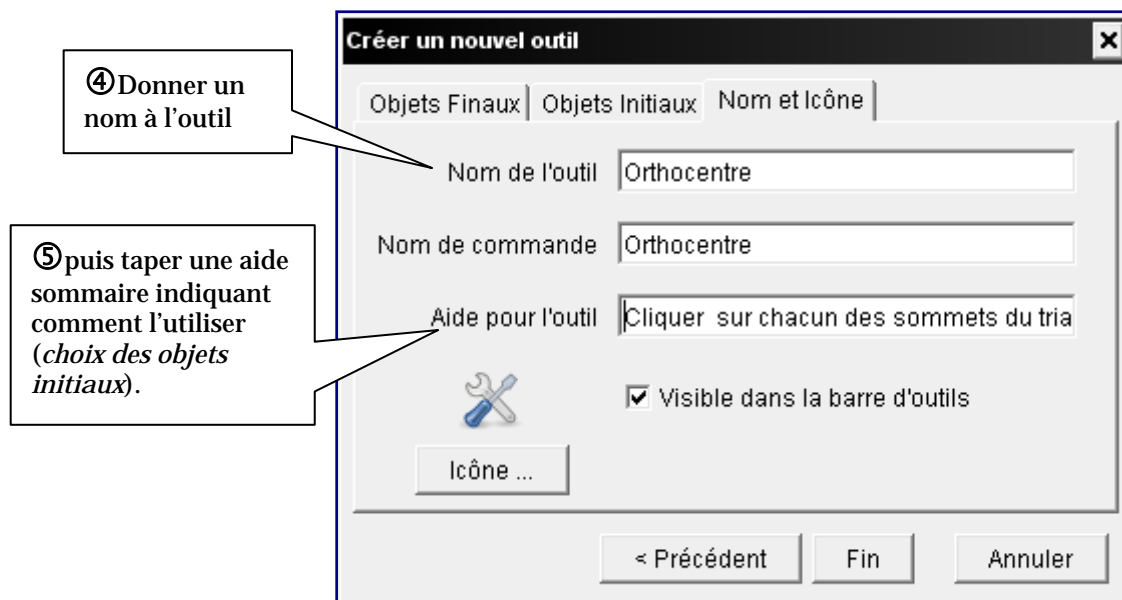 Créer un nouvel outil
④Donner un
nom à l'outil
Objets Finaux
Objets Initiaux
Nom et Icône
Nom de l'outil
Orthocentre
Nom de commande
Orthocentre
⑤puis taper une aide
sommaire indiquant
comment l'utiliser
(choix des objets
initiaux).
Aide pour l'outil
Cliquer sur chacun des sommets du tria
Visible dans la barre d'outils
Icône ...
< Précédent
Fin
Annuler